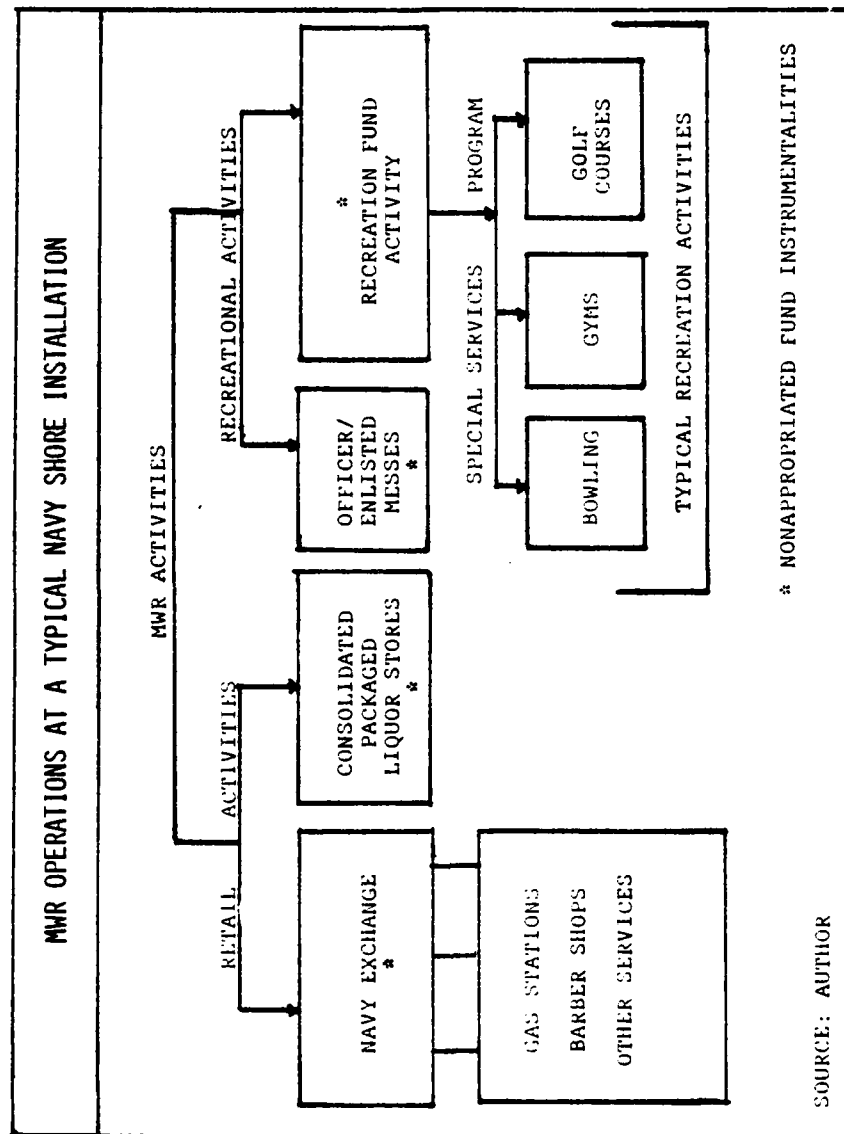 MWR OPERATIONS AT A TYPICAL NAVY SHORE INSTALLATION
MWR ACTIVITIES
RETAIL ACTIVITIES
RECREATIONAL ACTIVITIES
NAVY EXCHANGE
*
CONSOLIDATED
PACKAGED
LIQUOR STORES
*
OFFICER/
ENLISTED
MESSES
*
*
RECREATION FUND
ACTIVITY
GAS STATIONS
BARBER SHOPS
OTHER SERVICES
SPECIAL SERVICES PROGRAM
BOWLING
GYMS
GOLF
COURSES
TYPICAL RECREATION ACTIVITIES
* NONAPPROPRIATED FUND INSTRUMENTALITIES
SOURCE: AUTHOR